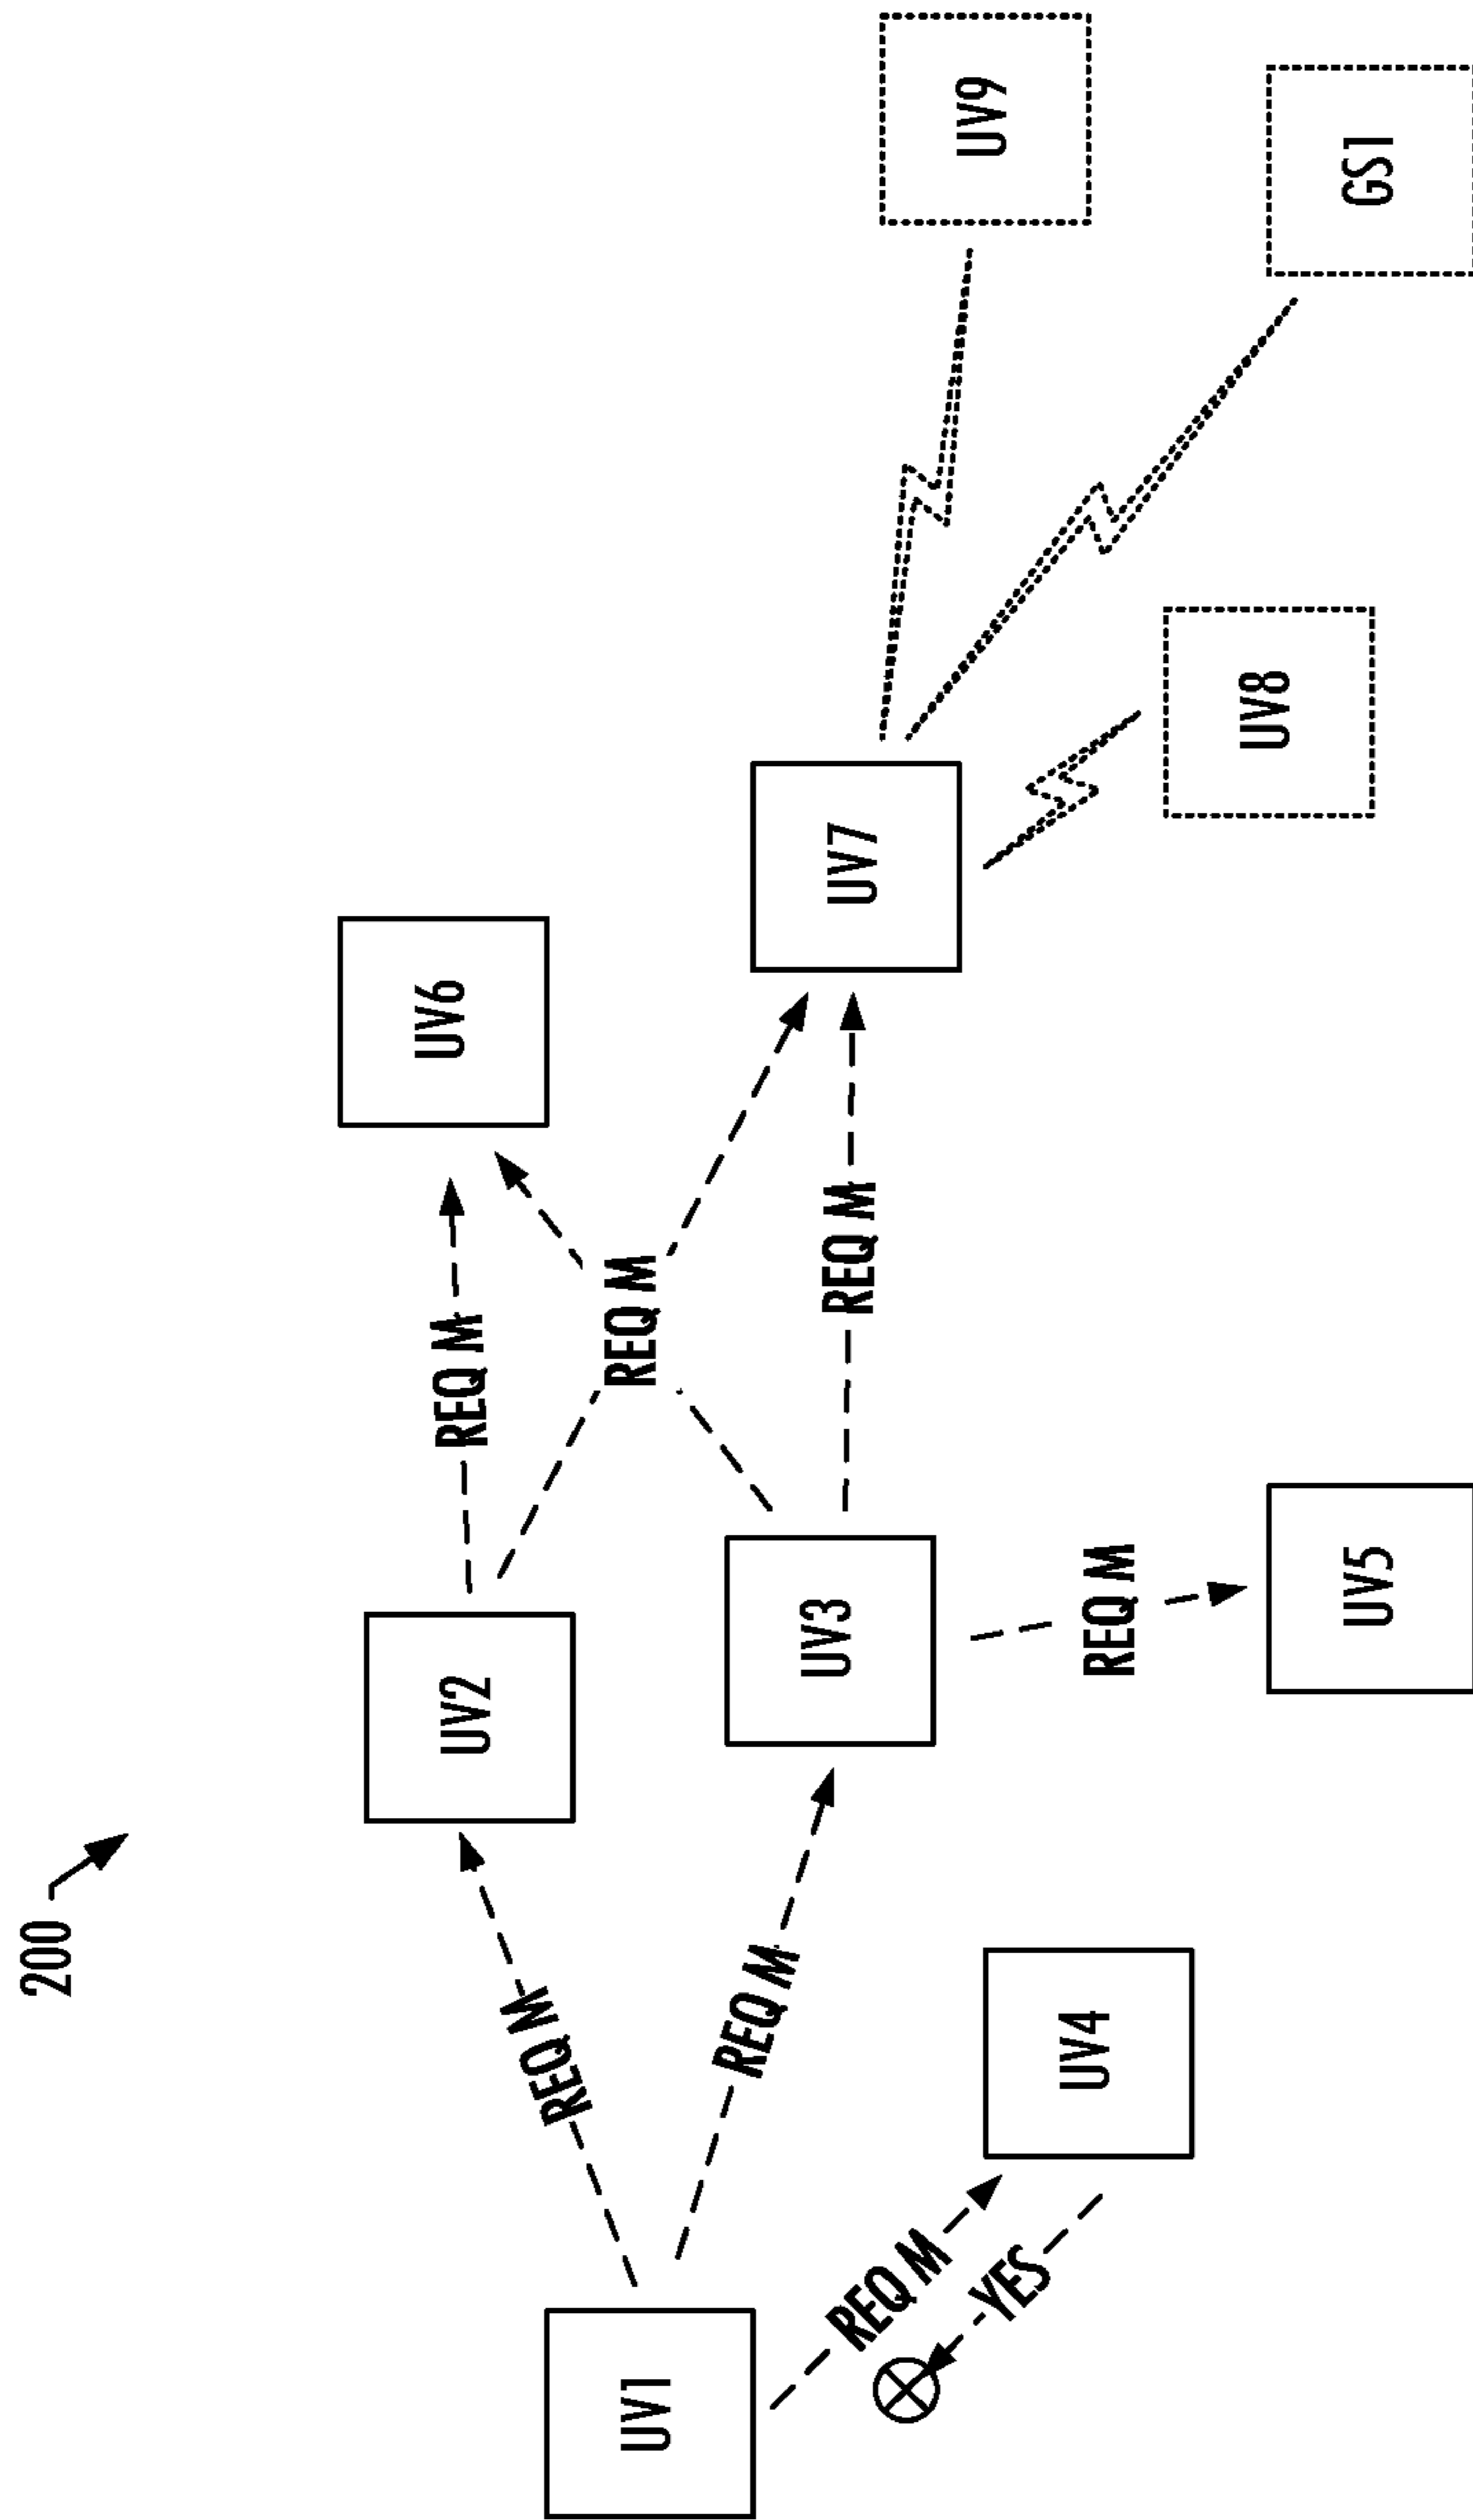 200
UV1
REQ M
REQ M
REQ M
YES
UV4
UV2
UV3
REQ M
REQ M
REQ M
REQ M
UV5
UV6
UV7
UV8
UV9
GS1